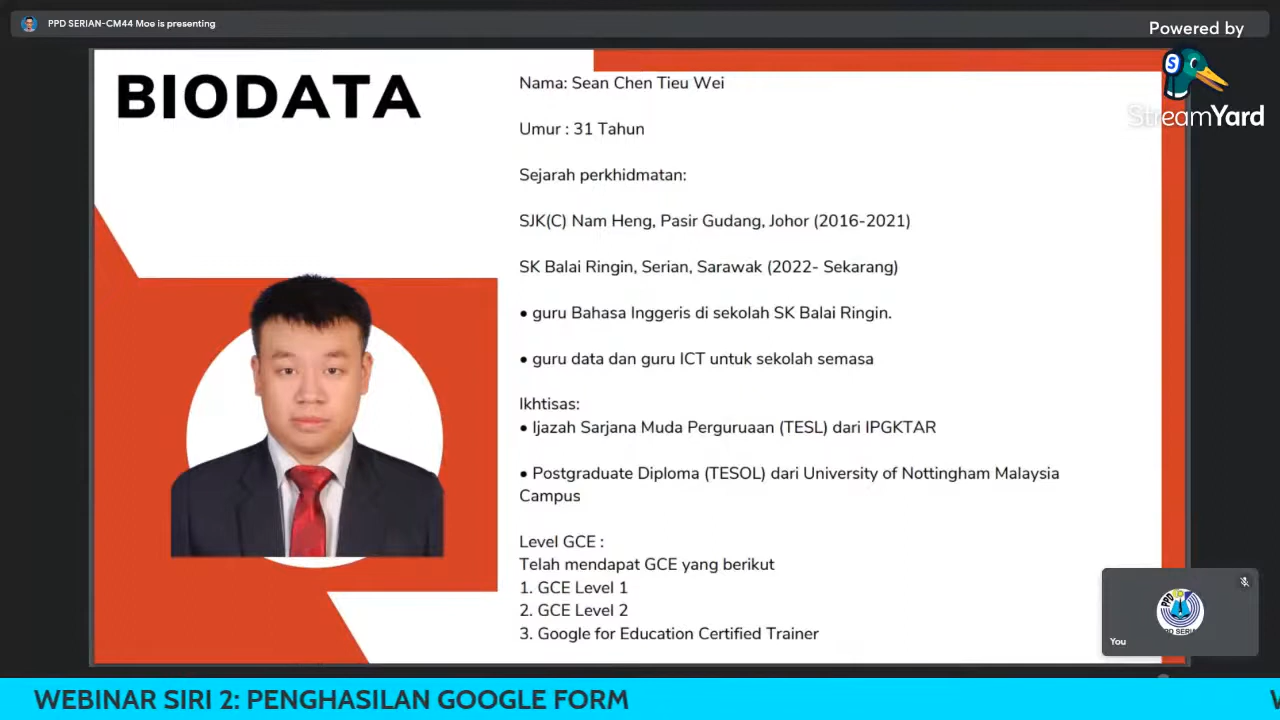 PPD SERIAN-CM44 Moe is presenting
Powered by
StreamYard
BIODATA
Nama: Sean Chen Tieu Wei
Umur : 31 Tahun
Sejarah perkhidmatan:
SJK(C) Nam Heng, Pasir Gudang, Johor (2016-2021)
SK Balai Ringin, Serian, Sarawak (2022- Sekarang)
• guru Bahasa Inggeris di sekolah SK Balai Ringin.
• guru data dan guru ICT untuk sekolah semasa
Ikhtisas:
• Ijazah Sarjana Muda Perguruaan (TESL) dari IPGKTAR
• Postgraduate Diploma (TESOL) dari University of Nottingham Malaysia
Campus
Level GCE :
Telah mendapat GCE yang berikut
1. GCE Level 1
2. GCE Level 2
3. Google for Education Certified Trainer
You
WEBINAR SIRI 2: PENGHASILAN GOOGLE FORM